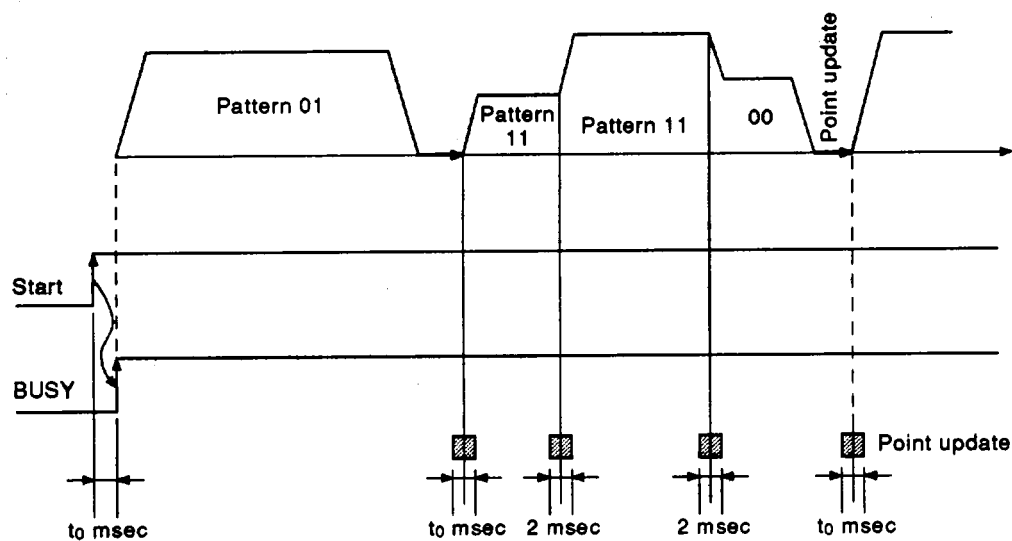 Pattern 01
Pattern
11
Pattern 11
00
Point update
Start
BUSY
Point update
t0 msec
t0 msec
2 msec
2 msec
t0 msec